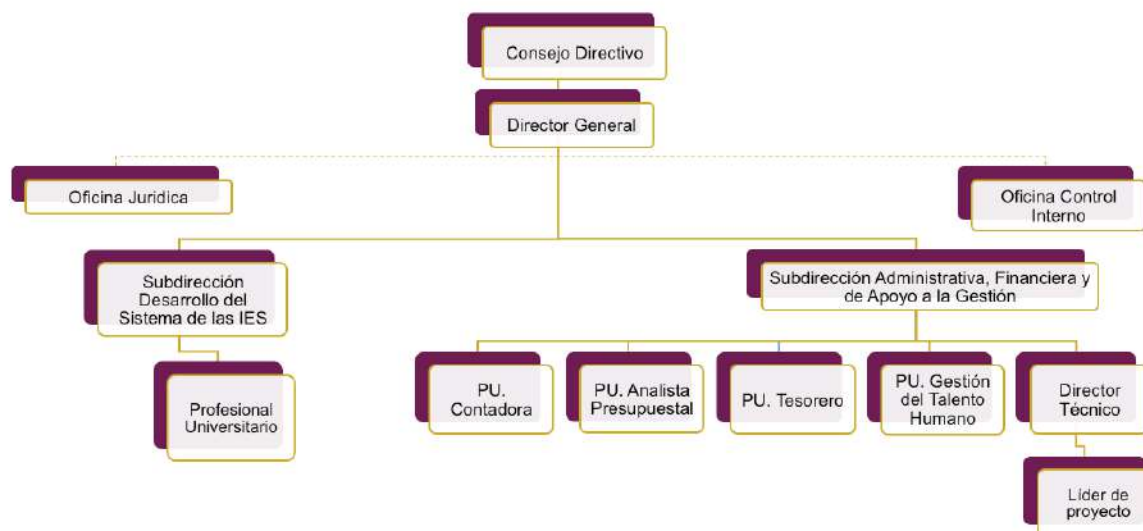 Consejo Directivo
Director General
Oficina Juridica
Oficina Control
Interno
Subdirección
Desarrollo del
Sistema de las IES
Subdirección Administrativa, Financiera y
de Apoyo a la Gestión
Profesional
Universitario
PU.
Contadora
PU. Analista
Presupuestal
PU. Tesorero
PU. Gestión
del Talento
Humano
Director
Técnico
Líder de
proyecto